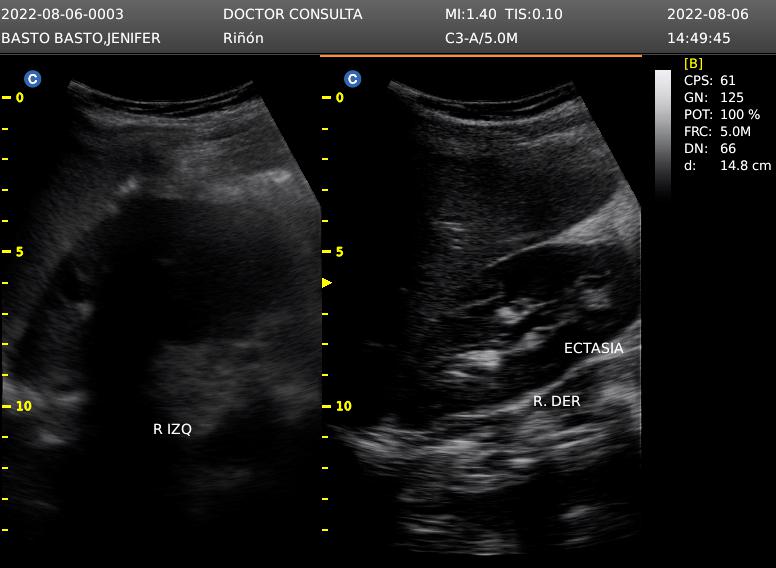 2022-08-06-0003 DOCTOR CONSULTA MI:1.40 TIS:0.10 2022-08-06
BASTO BASTO,JENIFER Riñón C3-A/5.0M 14:49:45
[B]
CPS: 61
GN: 125
POT: 100 %
FRC: 5.0M
DN: 66
d: 14.8 cm
C
0
5
10
R IZQ
C
0
5
10
ECTASIA
R. DER